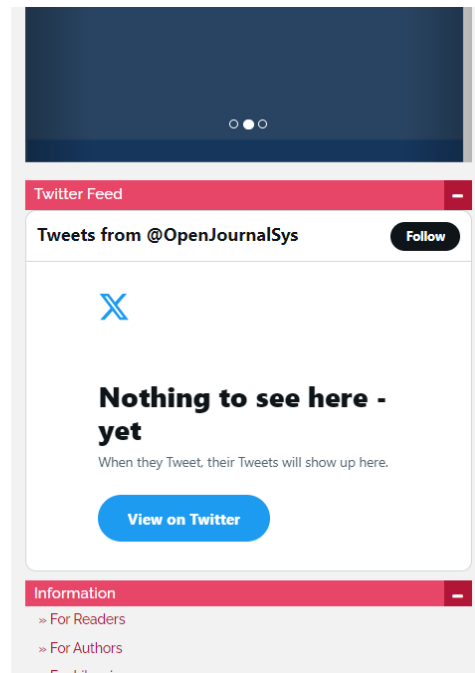 Twitter Feed
Tweets from @OpenJournalSys
Follow
Nothing to see here -
yet
When they Tweet, their Tweets will show up here.
View on Twitter
Information
» For Readers
» For Authors